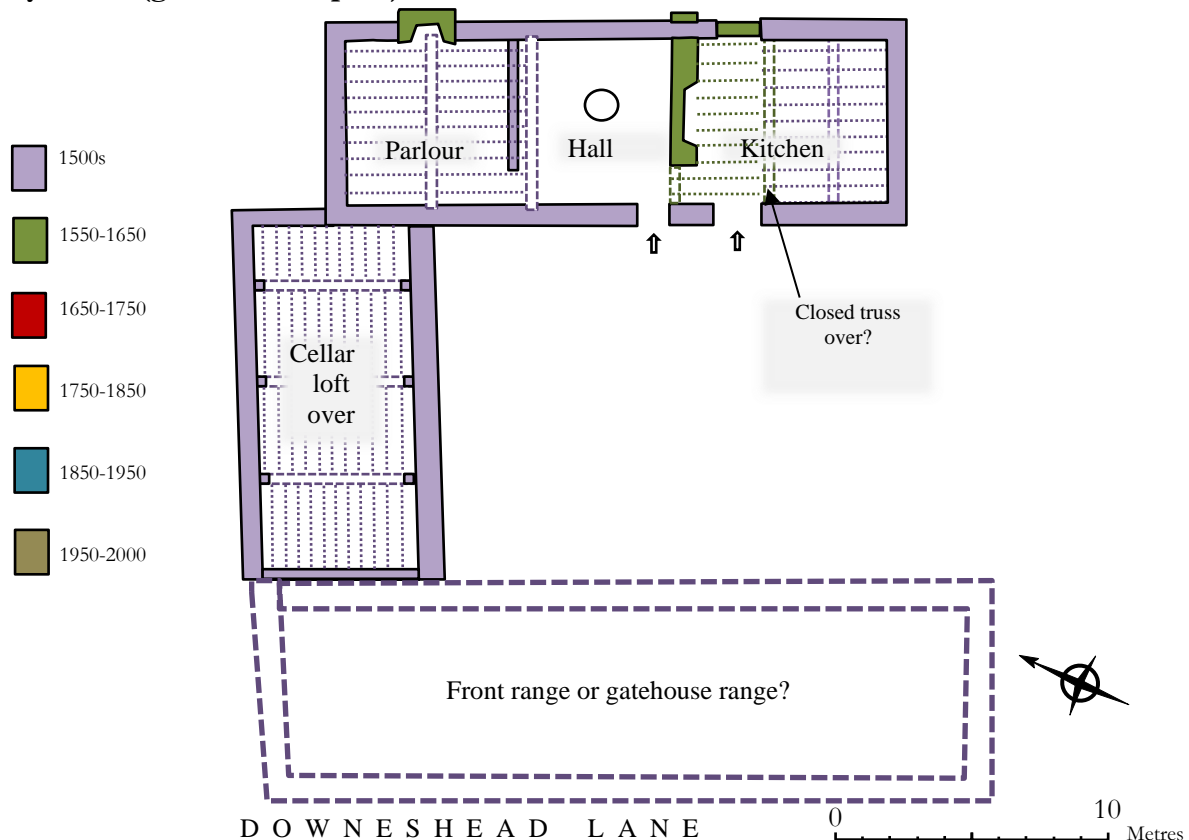 Parlour
Hall
Kitchen
1500s
1550-1650
1650-1750
1750-1850
1850-1950
1950-2000
Closed truss
over?
Cellar
loft
over
Front range or gatehouse range?
DOWNESHEAD LANE
0
10
Metres